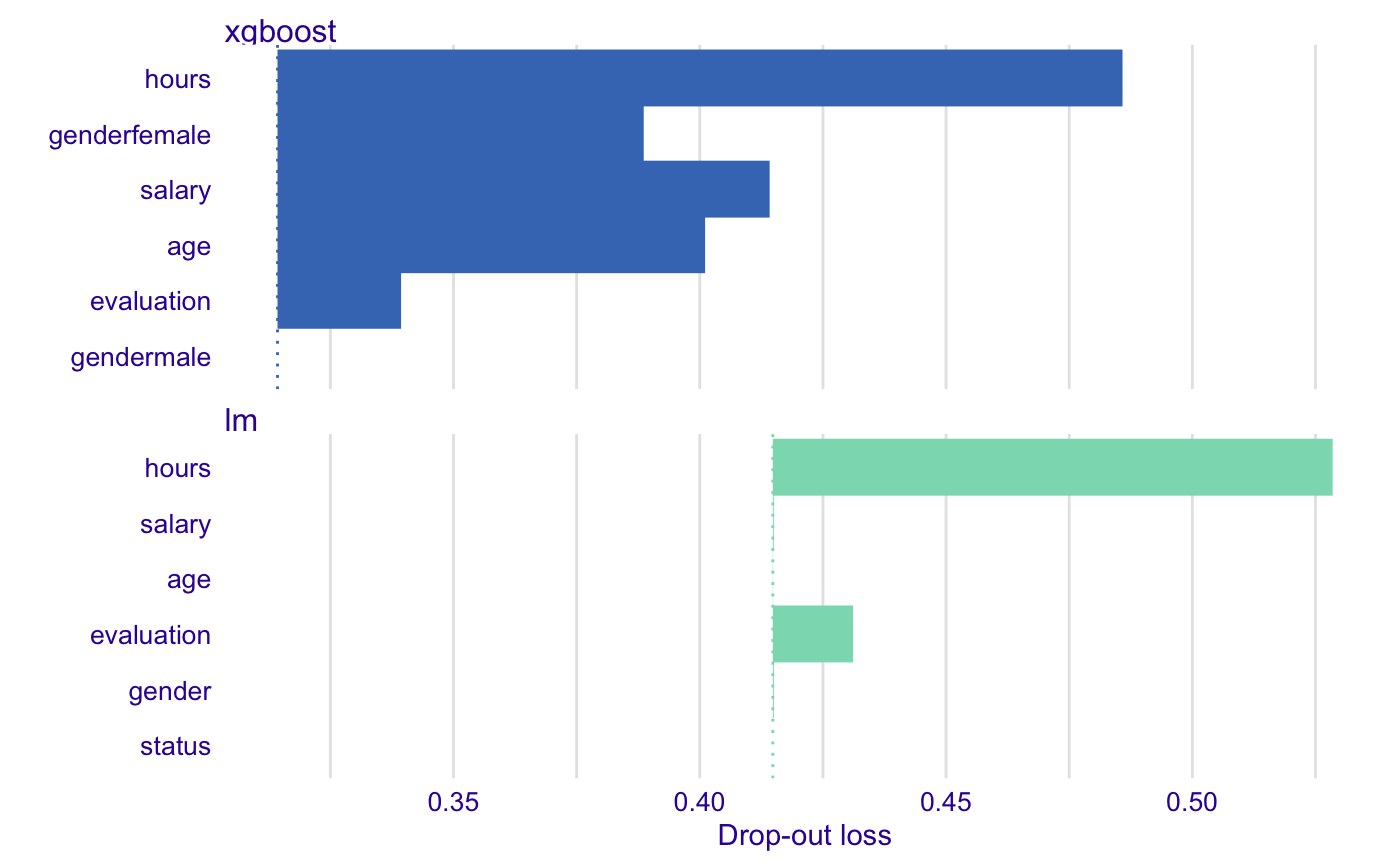 xgboost
hours
genderfemale
salary
age
evaluation
gendermale
lm
hours
salary
age
evaluation
gender
status
0.35 0.40 0.45 0.50
Drop-out loss